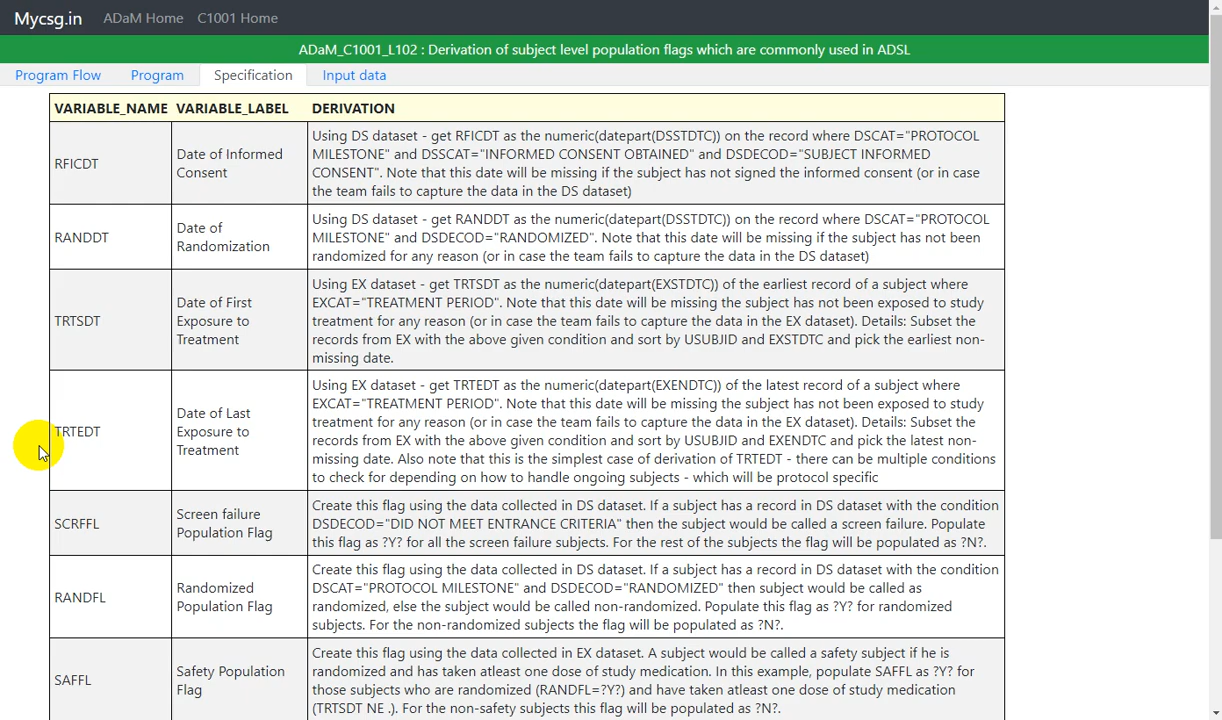 Mycsg.in ADaM Home C1001 Home
ADaM_C1001_L102 : Derivation of subject level population flags which are commonly used in ADSL
Program Flow Program Specification Input data
VARIABLE_NAME VARIABLE_LABEL DERIVATION
RFICDT
Date of Informed
Consent
Using DS dataset - get RFICDT as the numeric(datepart(DSSTDTC)) on the record where DSCAT="PROTOCOL
MILESTONE" and DSSCAT="INFORMED CONSENT OBTAINED" and DSDECOD="SUBJECT INFORMED
CONSENT". Note that this date will be missing if the subject has not signed the informed consent (or in case
the team fails to capture the data in the DS dataset)
RANDDT
Date of
Randomization
Using DS dataset - get RANDDT as the numeric(datepart(DSSTDTC)) on the record where DSCAT="PROTOCOL
MILESTONE" and DSDECOD="RANDOMIZED". Note that this date will be missing if the subject has not been
randomized for any reason (or in case the team fails to capture the data in the DS dataset)
TRTSDT
Date of First
Exposure to
Treatment
Using EX dataset - get TRTSDT as the numeric(datepart(EXSTDTC)) of the earliest record of a subject where
EXCAT="TREATMENT PERIOD". Note that this date will be missing the subject has not been exposed to study
treatment for any reason (or in case the team fails to capture the data in the EX dataset). Details: Subset the
records from EX with the above given condition and sort by USUBJID and EXSTDTC and pick the earliest non-
missing date.
TRTEDT
Date of Last
Exposure to
Treatment
Using EX dataset - get TRTEDT as the numeric(datepart(EXENDTC)) of the latest record of a subject where
EXCAT="TREATMENT PERIOD". Note that this date will be missing the subject has not been exposed to study
treatment for any reason (or in case the team fails to capture the data in the EX dataset). Details: Subset the
records from EX with the above given condition and sort by USUBJID and EXENDTC and pick the latest non-
missing date. Also note that this is the simplest case of derivation of TRTEDT - there can be multiple conditions
to check for depending on how to handle ongoing subjects - which will be protocol specific
SCRFFL
Screen failure
Population Flag
Create this flag using the data collected in DS dataset. If a subject has a record in DS dataset with the condition
DSDECOD="DID NOT MEET ENTRANCE CRITERIA" then the subject would be called a screen failure. Populate
this flag as ?Y? for all the screen failure subjects. For the rest of the subjects the flag will be populated as ?N?.
RANDFL
Randomized
Population Flag
Create this flag using the data collected in DS dataset. If a subject has a record in DS dataset with the condition
DSCAT="PROTOCOL MILESTONE" and DSDECOD="RANDOMIZED" then subject would be called as
randomized, else the subject would be called non-randomized. Populate this flag as ?Y? for randomized
subjects. For the non-randomized subjects the flag will be populated as ?N?.
SAFFL
Safety Population
Flag
Create this flag using the data collected in EX dataset. A subject would be called a safety subject if he is
randomized and has taken atleast one dose of study medication. In this example, populate SAFFL as ?Y? for
those subjects who are randomized (RANDFL=?Y?) and have taken atleast one dose of study medication
(TRTSDT NE .). For the non-safety subjects this flag will be populated as ?N?.